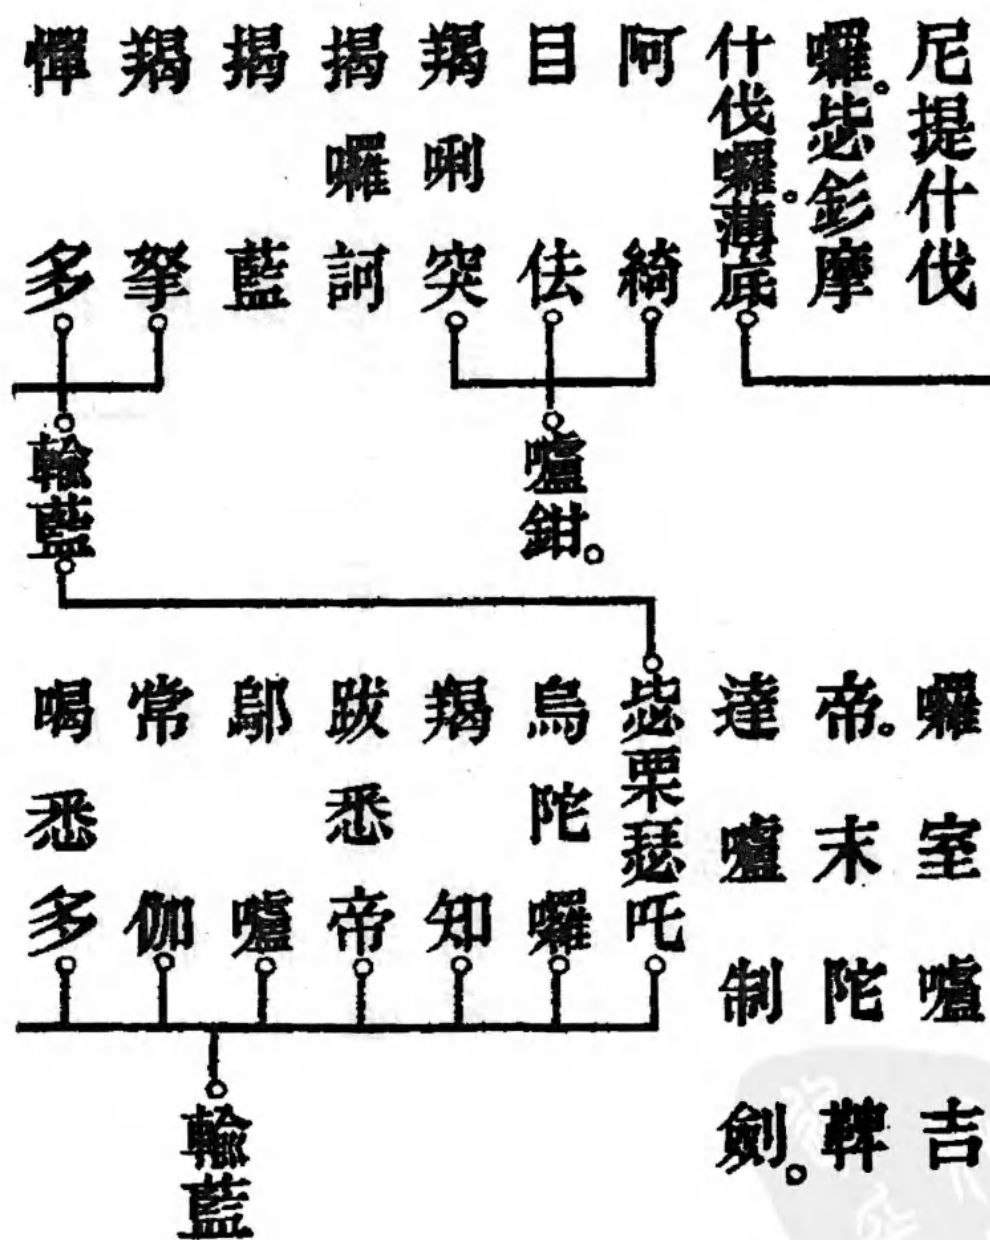 尼提什伐
囉。毖釤摩
什伐囉。薄底
阿綺
目佉
羯唎突
嚧鉗。
揭囉訶
揭藍
羯拏
憚多
輸藍
囉室嚧吉
帝。末陀鞞
達嚧制劍。
毖栗瑟吒
烏陀囉
羯知
跋悉帝
鄔嚧
常伽
喝悉多
輸藍